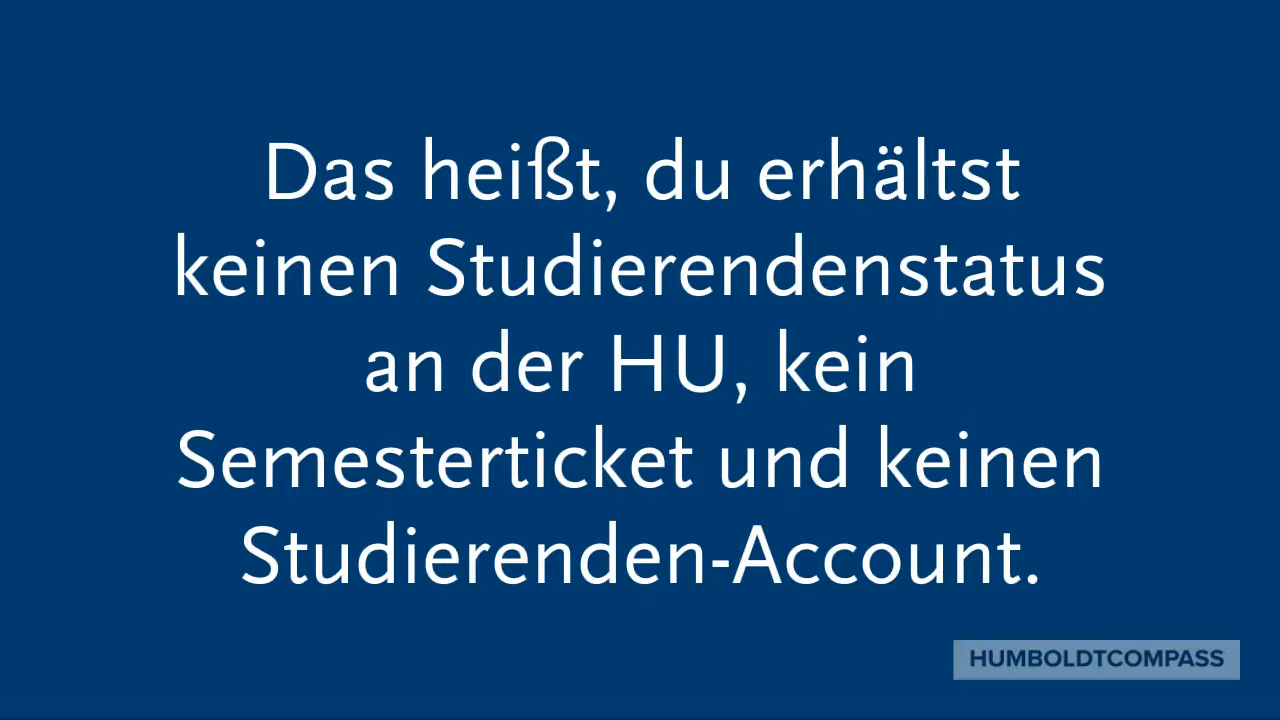 Das heißt, du erhältst
keinen Studierendenstatus
an der HU, kein
Semesterticket und keinen
Studierenden-Account.
HUMBOLDTCOMPASS